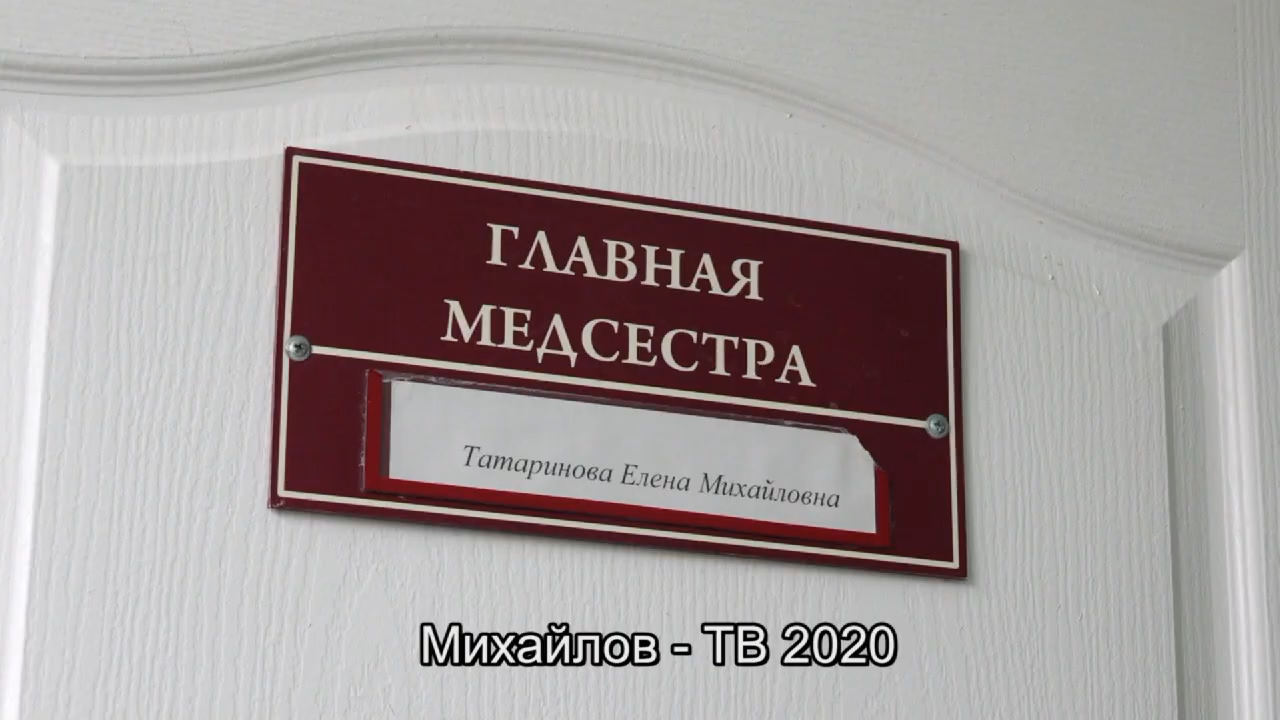 ГЛАВНАЯ
МЕДСЕСТРА
Татаринова Елена Михайловна
Михайлов - ТВ 2020